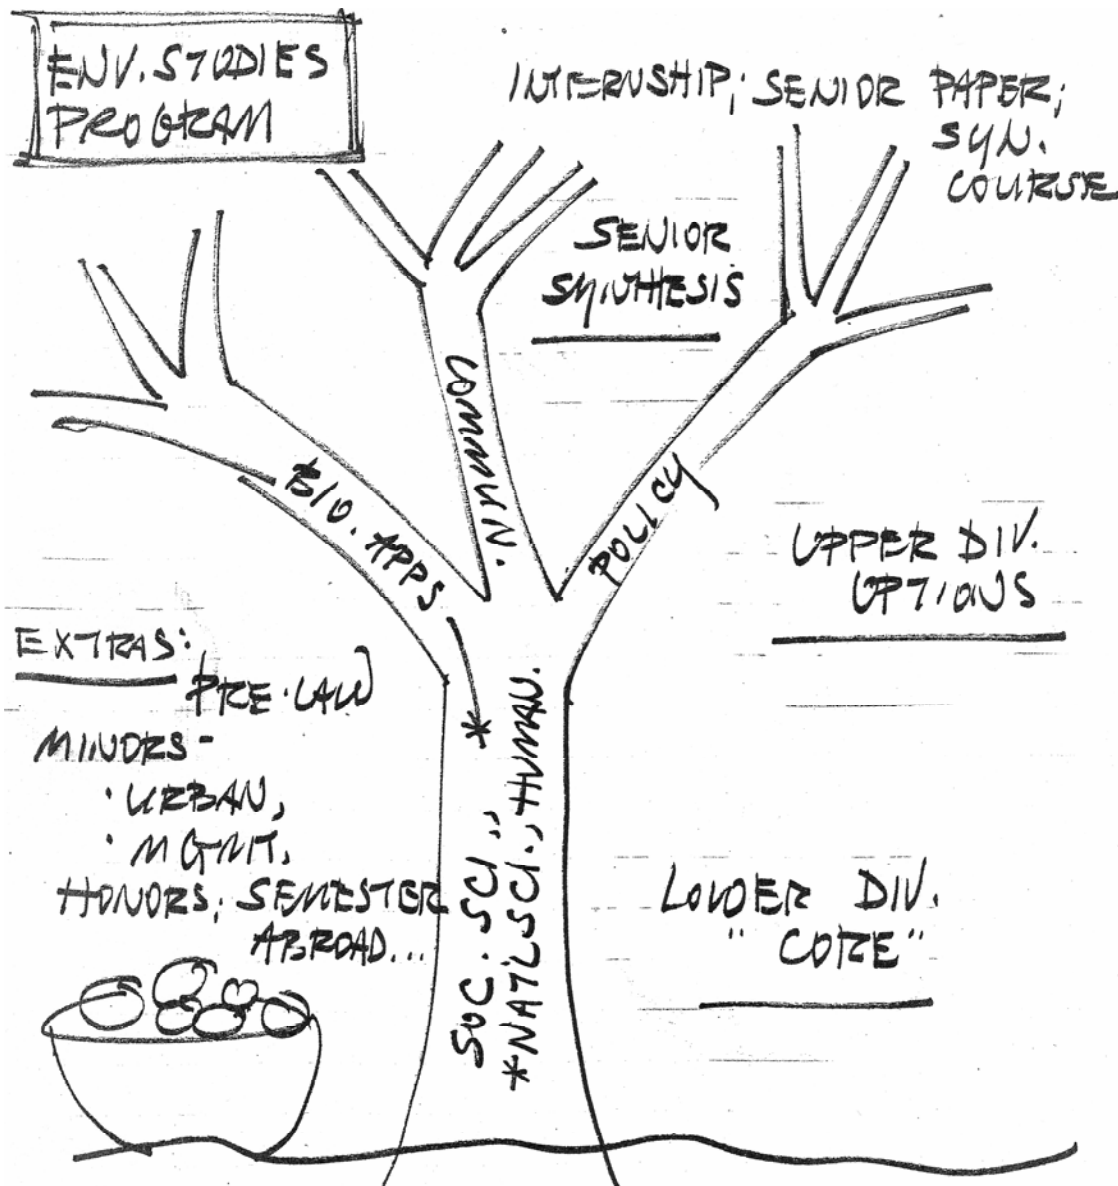 ENV. STUDIES
PROGRAM
INTERNSHIP; SENIOR PAPER;
SYN.
COURSE
SENIOR
SYNTHESIS
COMMUN.
BIO. APPS
POLICY
UPPER DIV.
OPTIONS
EXTRAS:
PRE-LAW
MINORS -
· URBAN,
· MGMT.
HONORS; SEMESTER
ABROAD...
*
SOC. SCI.,
*NAT'L SCI., HUMAN.
LOWER DIV.
"CORE"